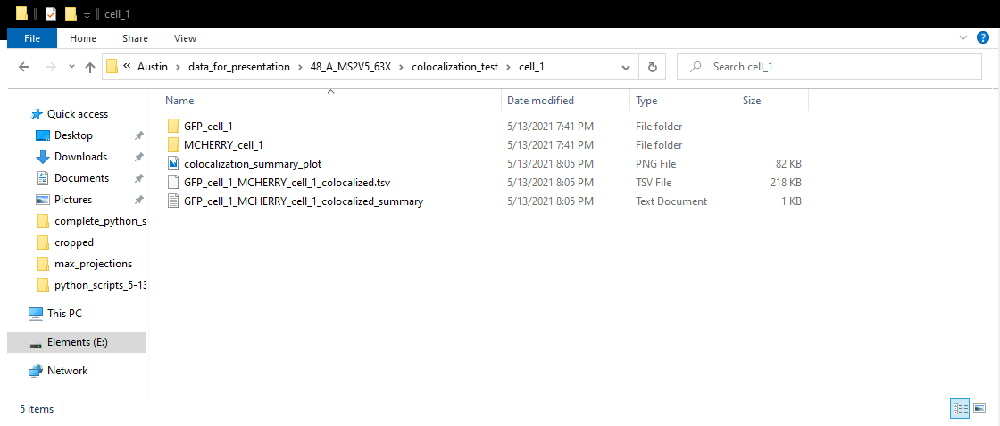 cell_1
File Home Share View
« Austin › data_for_presentation › 48_A_MS2V5_63X › colocalization_test › cell_1 Search cell_1
Name Date modified Type Size
Quick access
Desktop
Downloads
Documents
Pictures
complete_python_s
cropped
max_projections
python_scripts_5-13
This PC
Elements (E:)
Network
GFP_cell_1 5/13/2021 7:41 PM File folder
MCHERRY_cell_1 5/13/2021 7:41 PM File folder
colocalization_summary_plot 5/13/2021 8:05 PM PNG File 82 KB
GFP_cell_1_MCHERRY_cell_1_colocalized.tsv 5/13/2021 8:05 PM TSV File 218 KB
GFP_cell_1_MCHERRY_cell_1_colocalized_summary 5/13/2021 8:05 PM Text Document 1 KB
5 items